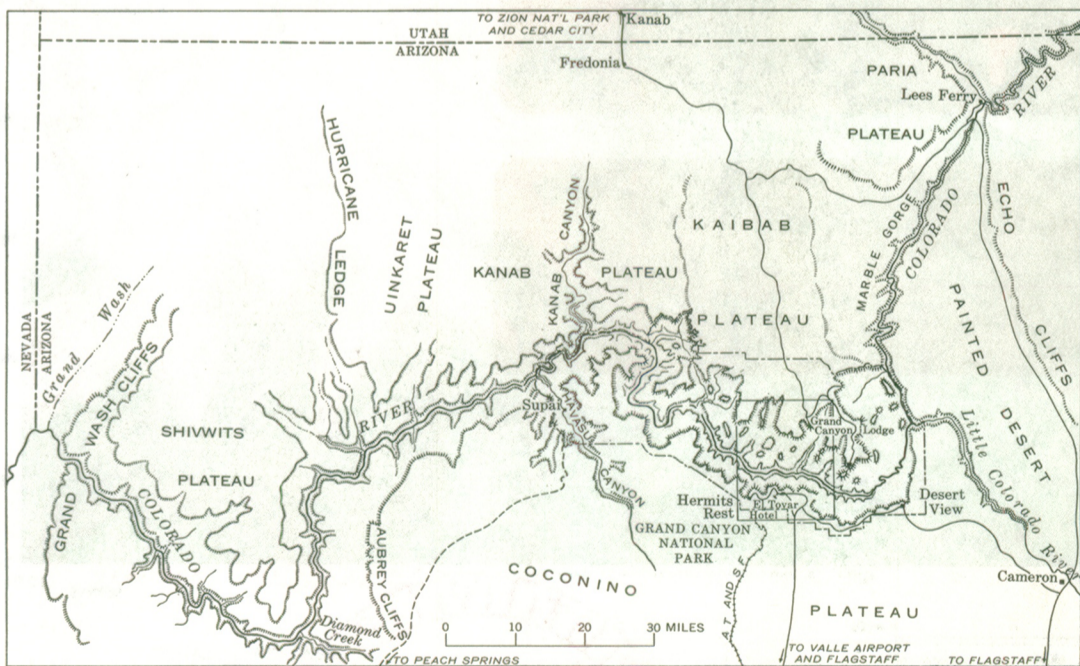 TO ZION NAT'L PARK
AND CEDAR CITY
Kanab
UTAH
ARIZONA
Fredonia
PARIA
Lees Ferry
RIVER
PLATEAU
HURRICANE
LEDGE
UINKARET
PLATEAU
KANAB
CANYON
KANAB
PLATEAU
KAIBAB
PLATEAU
MARBLE GORGE
COLORADO
ECHO
CLIFFS
PAINTED
DESERT
NEVADA
ARIZONA
Grand Wash
GRAND
WASH CLIFFS
SHIVWITS
PLATEAU
COLORADO
RIVER
Supai
CANYON
Grand
Canyon Lodge
Little Colorado River
Hermits
Rest
El Tovar
Hotel
Desert
View
GRAND CANYON
NATIONAL
PARK
AUBREY CLIFFS
COCONINO
PLATEAU
A T AND S F
Cameron
Diamond
Creek
0 10 20 30 MILES
TO PEACH SPRINGS
TO VALLE AIRPORT
AND FLAGSTAFF
TO FLAGSTAFF